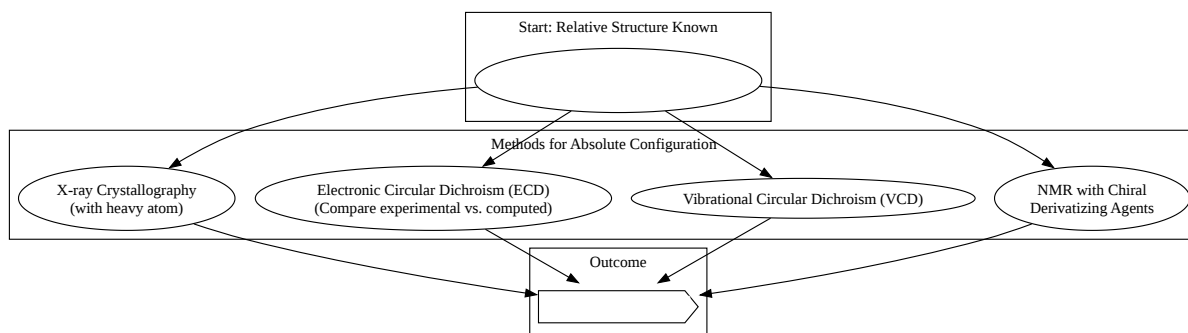 Start: Relative Structure Known
Methods for Absolute Configuration
X-ray Crystallography
(with heavy atom)
Electronic Circular Dichroism (ECD)
(Compare experimental vs. computed)
Vibrational Circular Dichroism (VCD)
NMR with Chiral
Derivatizing Agents
Outcome